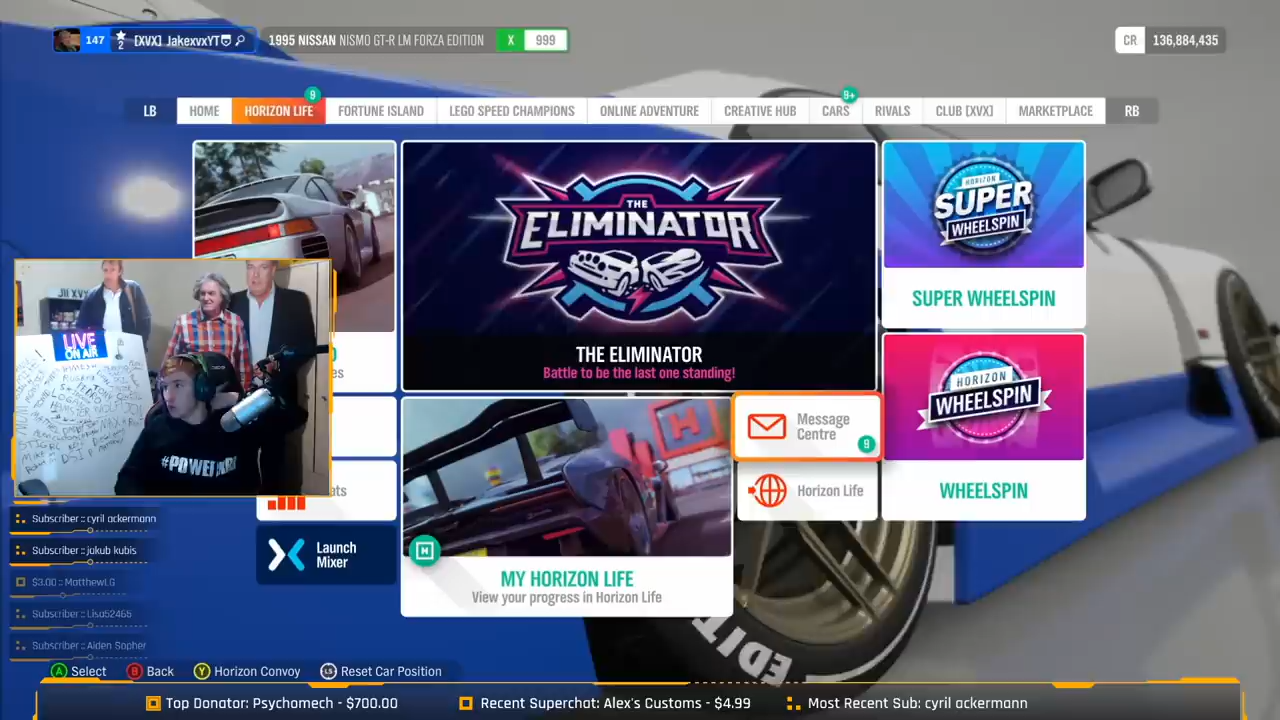 147
2
[XVX] JakexvxYT
1995 NISSAN NISMO GT-R LM FORZA EDITION
X 999
CR 136,884,435
LB
HOME
HORIZON LIFE
9
FORTUNE ISLAND
LEGO SPEED CHAMPIONS
ONLINE ADVENTURE
CREATIVE HUB
CARS
9+
RIVALS
CLUB [XVX]
MARKETPLACE
RB
THE
ELIMINATOR
THE ELIMINATOR
Battle to be the last one standing!
HORIZON
SUPER
WHEELSPIN
SUPER WHEELSPIN
HORIZON
WHEELSPIN
WHEELSPIN
Message
Centre
9
Horizon Life
LIVE
ON AIR
Launch
Mixer
H
MY HORIZON LIFE
View your progress in Horizon Life
EDIT
Subscriber :: cyril ackermann
Subscriber :: jakub kubis
$3.00 :: MatthewLG
Subscriber :: Lisa52465
Subscriber :: Aiden Sopher
A Select
B Back
Y Horizon Convoy
LS Reset Car Position
Top Donator: Psychomech - $700.00
Recent Superchat: Alex's Customs - $4.99
Most Recent Sub: cyril ackermann